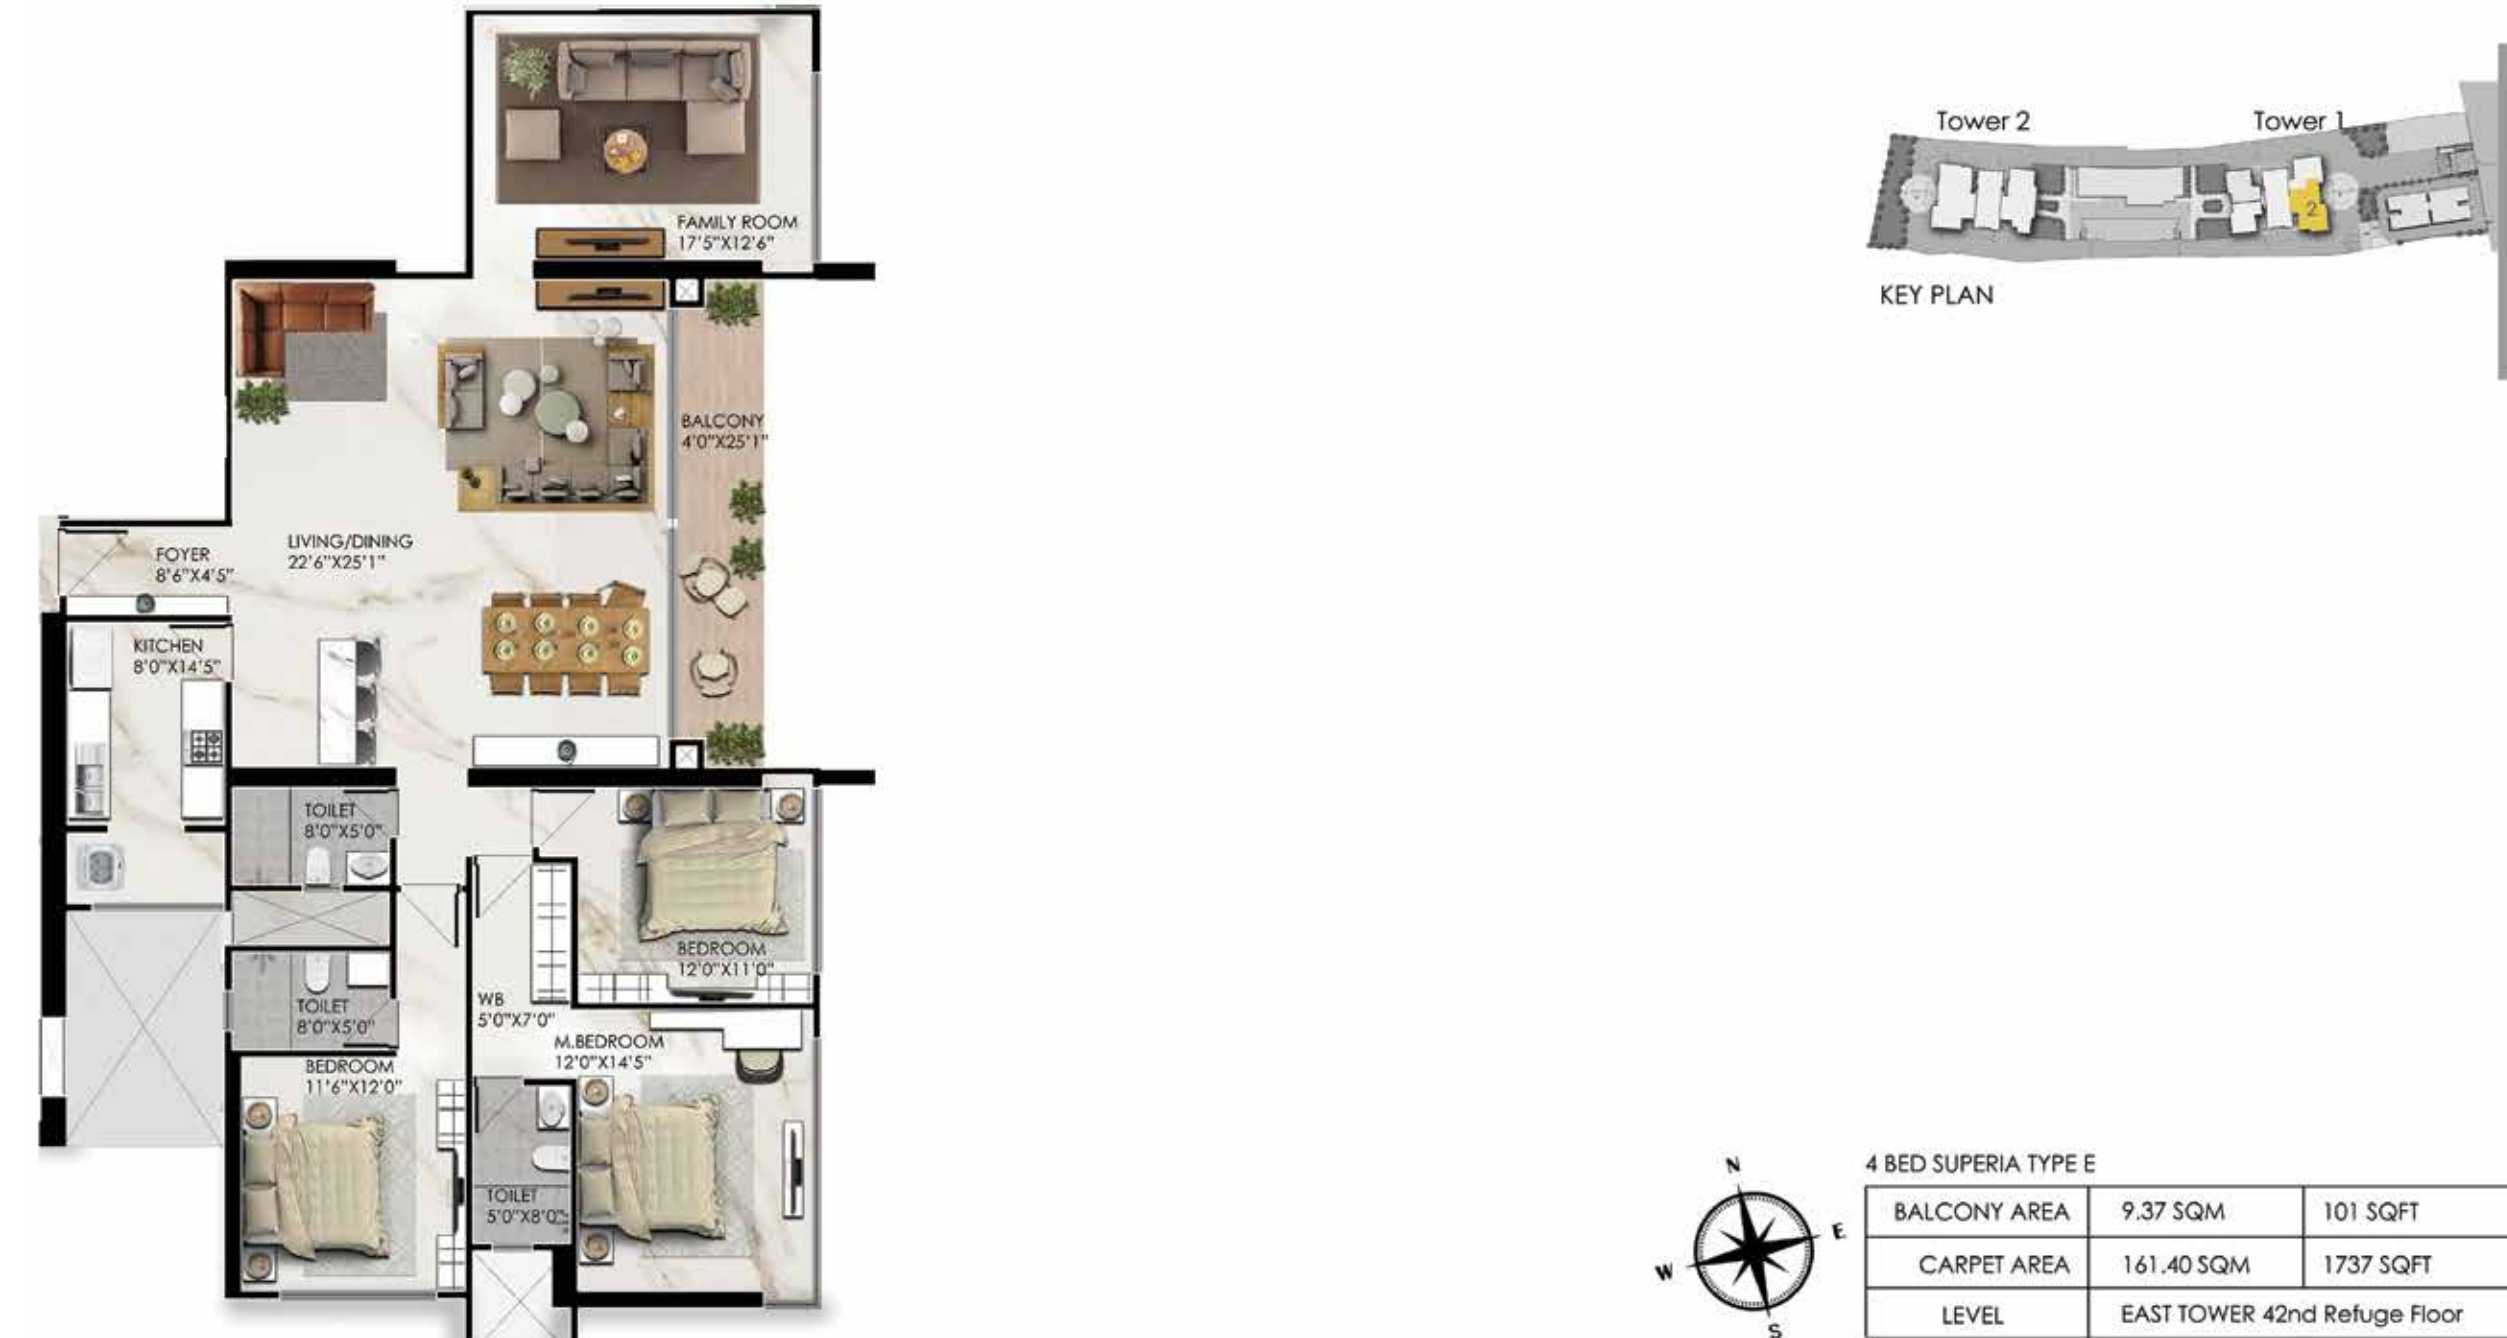 FAMILY ROOM
17'5"X12'6"
BALCONY
4'0"X25'1"
LIVING/DINING
22'6"X25'1"
FOYER
8'6"X4'5"
KITCHEN
8'0"X14'5"
TOILET
8'0"X5'0"
BEDROOM
12'0"X11'0"
TOILET
8'0"X5'0"
WB
5'0"X7'0"
M.BEDROOM
12'0"X14'5"
BEDROOM
11'6"X12'0"
TOILET
5'0"X8'0"
Tower 2
Tower 1
2
KEY PLAN
N
E
W
S
4 BED SUPERIA TYPE E
BALCONY AREA 9.37 SQM 101 SQFT
CARPET AREA 161.40 SQM 1737 SQFT
LEVEL EAST TOWER 42nd Refuge Floor